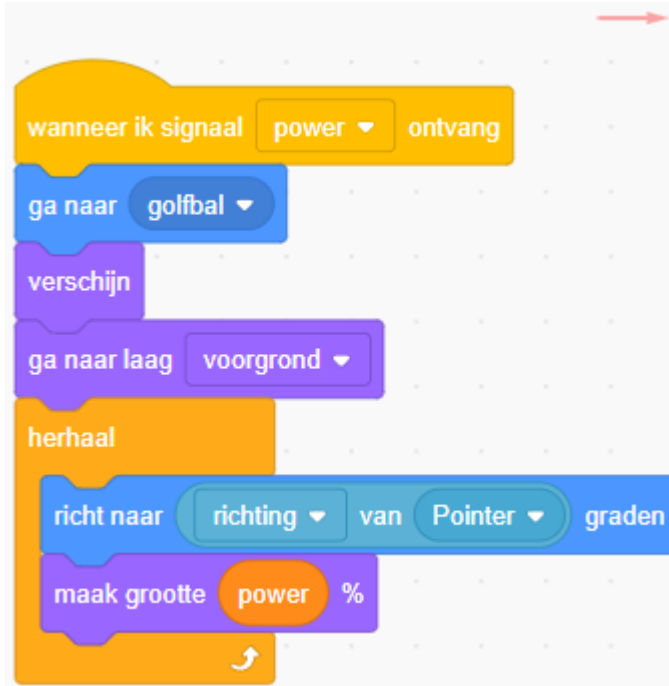 wanneer ik signaal power ontvang
ga naar golfbal
verschijn
ga naar laag voorgrond
herhaal
richt naar richting van Pointer graden
maak grootte power %